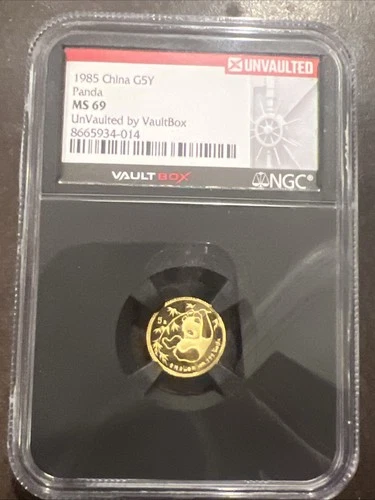 UNVAULTED
1985 China G5Y
Panda
MS 69
UnVaulted by VaultBox
8665934-014
VAULTBOX
NGC®